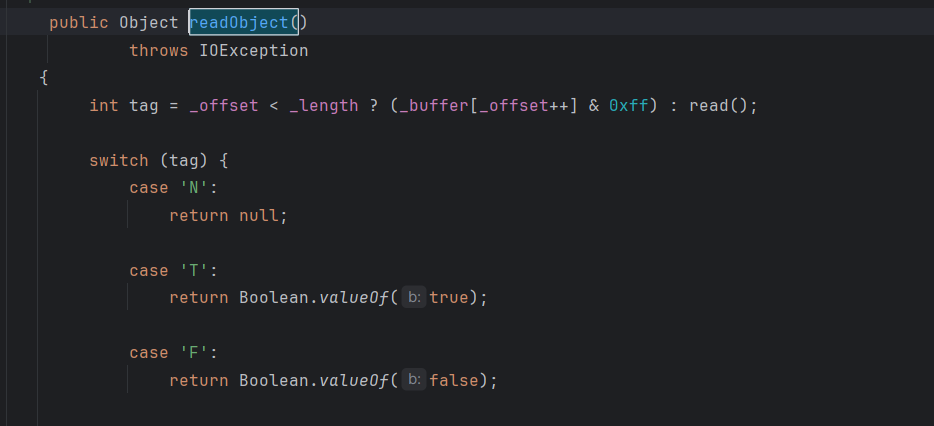 public Object readObject()
throws IOException
{
int tag = _offset < _length ? (_buffer[_offset++] & 0xff) : read();
switch (tag) {
case 'N':
return null;
case 'T':
return Boolean.valueOf( b: true);
case 'F':
return Boolean.valueOf( b: false);